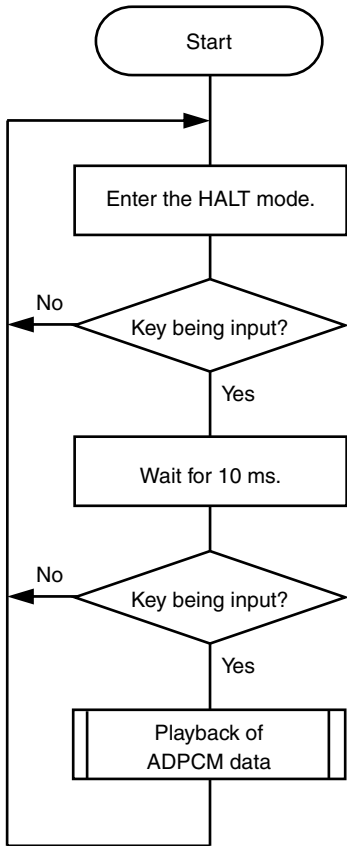 Start
Enter the HALT mode.
No
Key being input?
Yes
Wait for 10 ms.
No
Key being input?
Yes
Playback of
ADPCM data